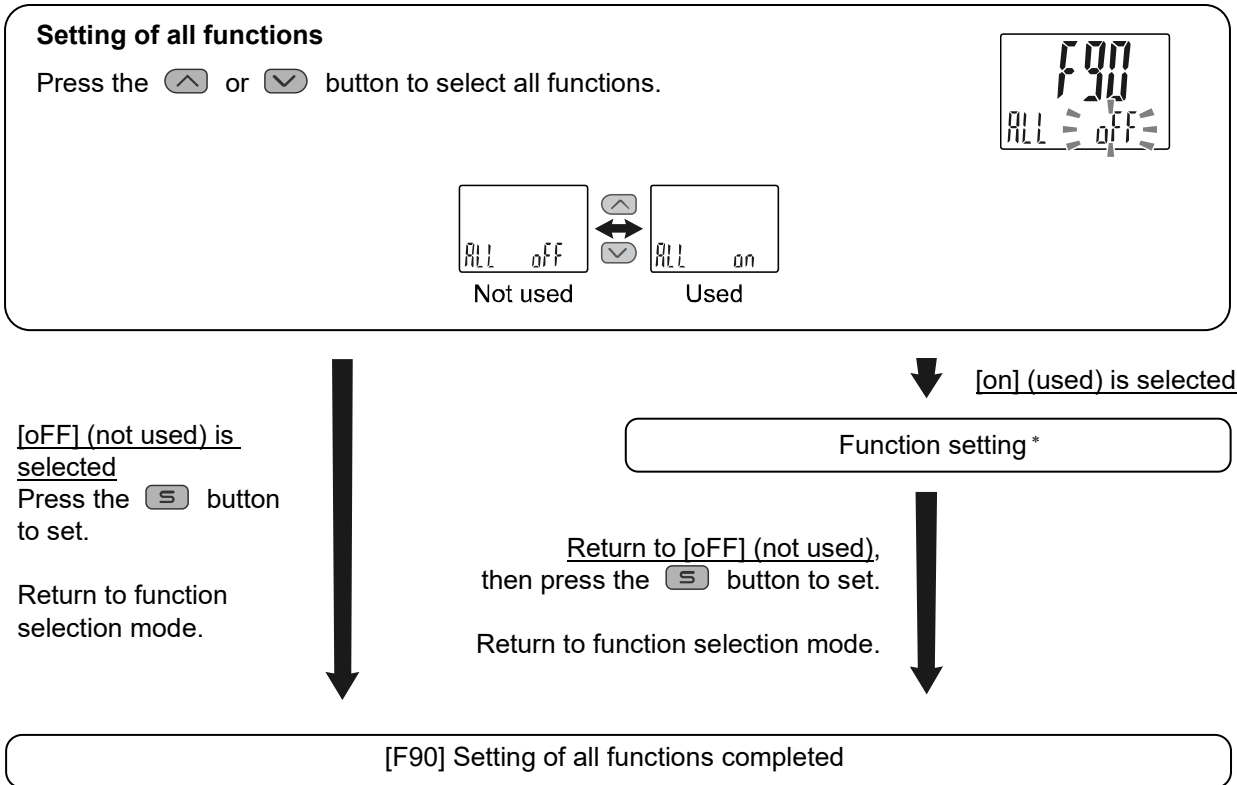 Setting of all functions
Press the or button to select all functions.
F90
ALL oFF
ALL oFF
ALL on
Not used
Used
[on] (used) is selected
Function setting *
[oFF] (not used) is
selected
Press the S button
to set.
Return to function
selection mode.
Return to [oFF] (not used),
then press the S button to set.
Return to function selection mode.
[F90] Setting of all functions completed